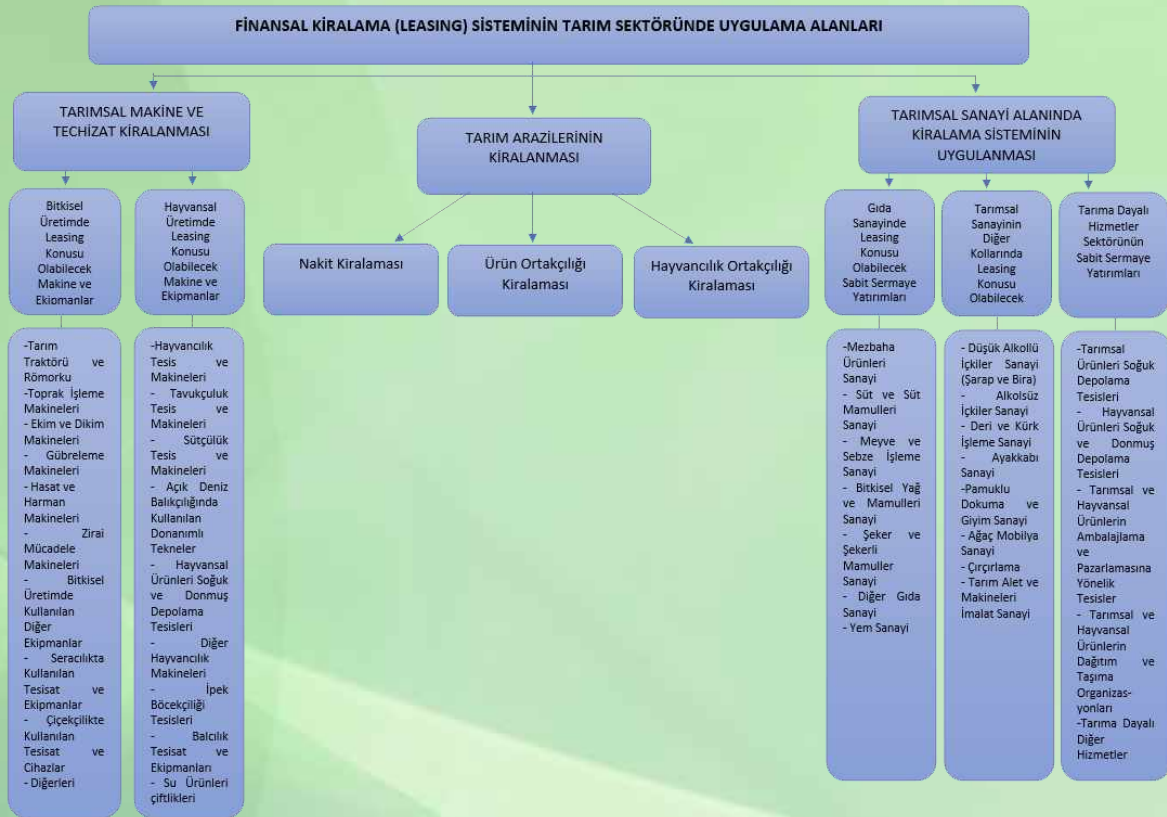 FİNANSAL KİRALAMA (LEASING) SİSTEMİNİN TARIM SEKTÖRÜNDE UYGULAMA ALANLARI
TARIMSAL MAKİNE VE
TECHİZAT KİRALANMASI
TARIM ARAZİLERİNİN
KİRALANMASI
TARIMSAL SANAYİ ALANINDA
KİRALAMA SİSTEMİNİN
UYGULANMASI
Bitkisel
Üretimde
Leasing
Konusu
Olabilecek
Makine ve
Ekiomanlar
Hayvansal
Üretimde
Leasing
Konusu
Olabilecek
Makine ve
Ekipmanlar
Nakit Kiralaması
Ürün Ortakçılığı
Kiralaması
Hayvancılık Ortakçılığı
Kiralaması
Gıda
Sanayinde
Leasing
Konusu
Olabilecek
Sabit Sermaye
Yatırımları
Tarımsal
Sanayinin
Diğer
Kollarında
Leasing
Konusu
Olabilecek
Tarıma Dayalı
Hizmetler
Sektörünün
Sabit Sermaye
Yatırımları
-Tarım
Traktörü ve
Römorku
-Toprak İşleme
Makineleri
- Ekim ve Dikim
Makineleri
- Gübreleme
Makineleri
- Hasat ve
Harman
Makineleri
- Zirai
Mücadele
Makineleri
- Bitkisel
Üretimde
Kullanılan
Diğer
Ekipmanlar
- Seracılıkta
Kullanılan
Tesisat ve
Ekipmanlar
- Çiçekçilikte
Kullanılan
Tesisat ve
Cihazlar
- Diğerleri
-Hayvancılık
Tesis ve
Makineleri
- Tavukçuluk
Tesis ve
Makineleri
- Sütçülük
Tesis ve
Makineleri
- Açık Deniz
Balıkçılığında
Kullanılan
Donanımlı
Tekneler
- Hayvansal
Ürünleri Soğuk
ve Donmuş
Depolama
Tesisleri
- Diğer
Hayvancılık
Makineleri
- İpek
Böcekçiliği
Tesisleri
- Balcılık
Tesisat ve
Ekipmanları
- Su Ürünleri
çiftlikleri
-Mezbaha
Ürünleri
Sanayi
- Süt ve Süt
Mamulleri
Sanayi
- Meyve ve
Sebze İşleme
Sanayi
- Bitkisel Yağ
ve Mamulleri
Sanayi
- Şeker ve
Şekerli
Mamuller
Sanayi
- Diğer Gıda
Sanayi
- Yem Sanayi
- Düşük Alkollü
İçkiler Sanayi
(Şarap ve Bira)
- Alkolsüz
İçkiler Sanayi
- Deri ve Kürk
İşleme Sanayi
- Ayakkabı
Sanayi
-Pamuklu
Dokuma ve
Giyim Sanayi
- Ağaç Mobilya
Sanayi
- Çırçırlama
- Tarım Alet ve
Makineleri
İmalat Sanayi
-Tarımsal
Ürünleri Soğuk
Depolama
Tesisleri
- Hayvansal
Ürünleri Soğuk
ve Donmuş
Depolama
Tesisleri
- Tarımsal ve
Hayvansal
Ürünlerin
Ambalajlama
ve
Pazarlamasına
Yönelik
Tesisler
- Tarımsal ve
Hayvansal
Ürünlerin
Dağıtım ve
Taşıma
Organizas-
yonları
-Tarıma Dayalı
Diğer
Hizmetler